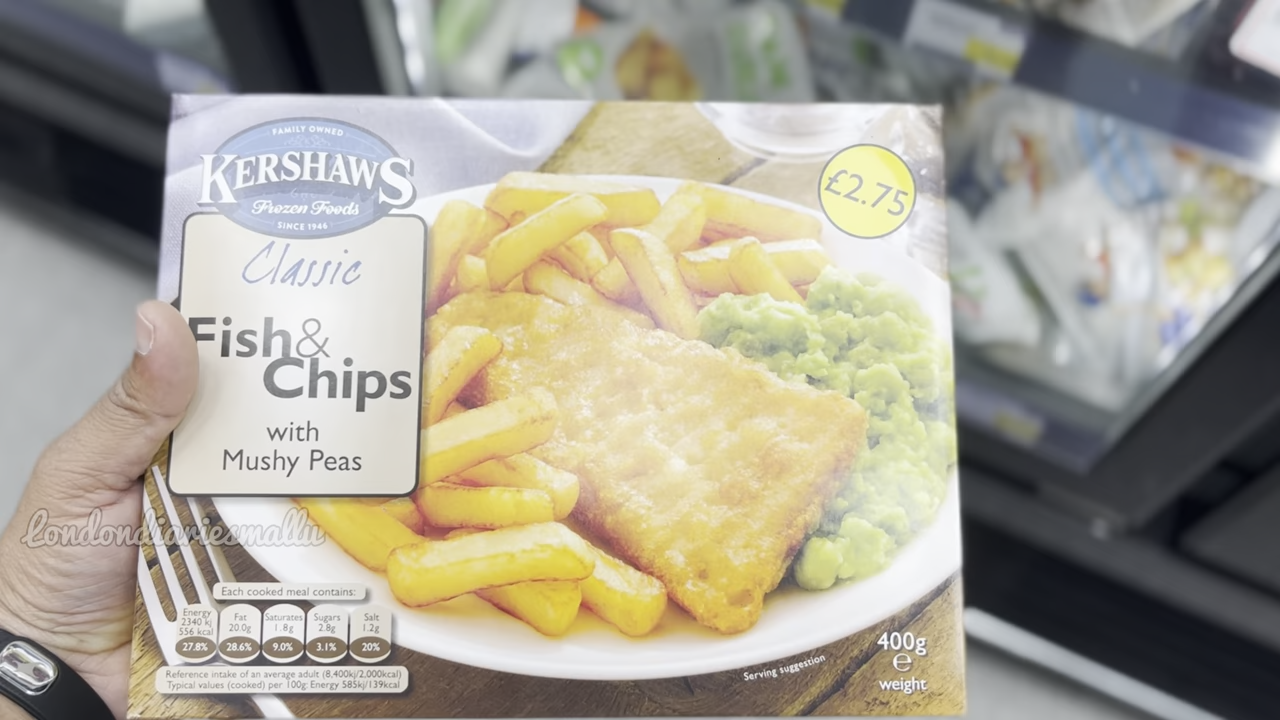 FAMILY OWNED
KERSHAWS
Frozen Foods
SINCE 1946
£2.75
Classic
Fish &
Chips
with
Mushy Peas
Londondiariesmallu
Each cooked meal contains:
Energy 2340 kj 556 kcal 27.8%
Fat 20.0g 28.6%
Saturates 1.8g 9.0%
Sugars 2.8g 3.1%
Salt 1.2g 20%
Reference intake of an average adult (8,400kj/2,000kcal)
Typical values (cooked) per 100g: Energy 585kj/139kcal
Serving suggestion
400g
e
weight